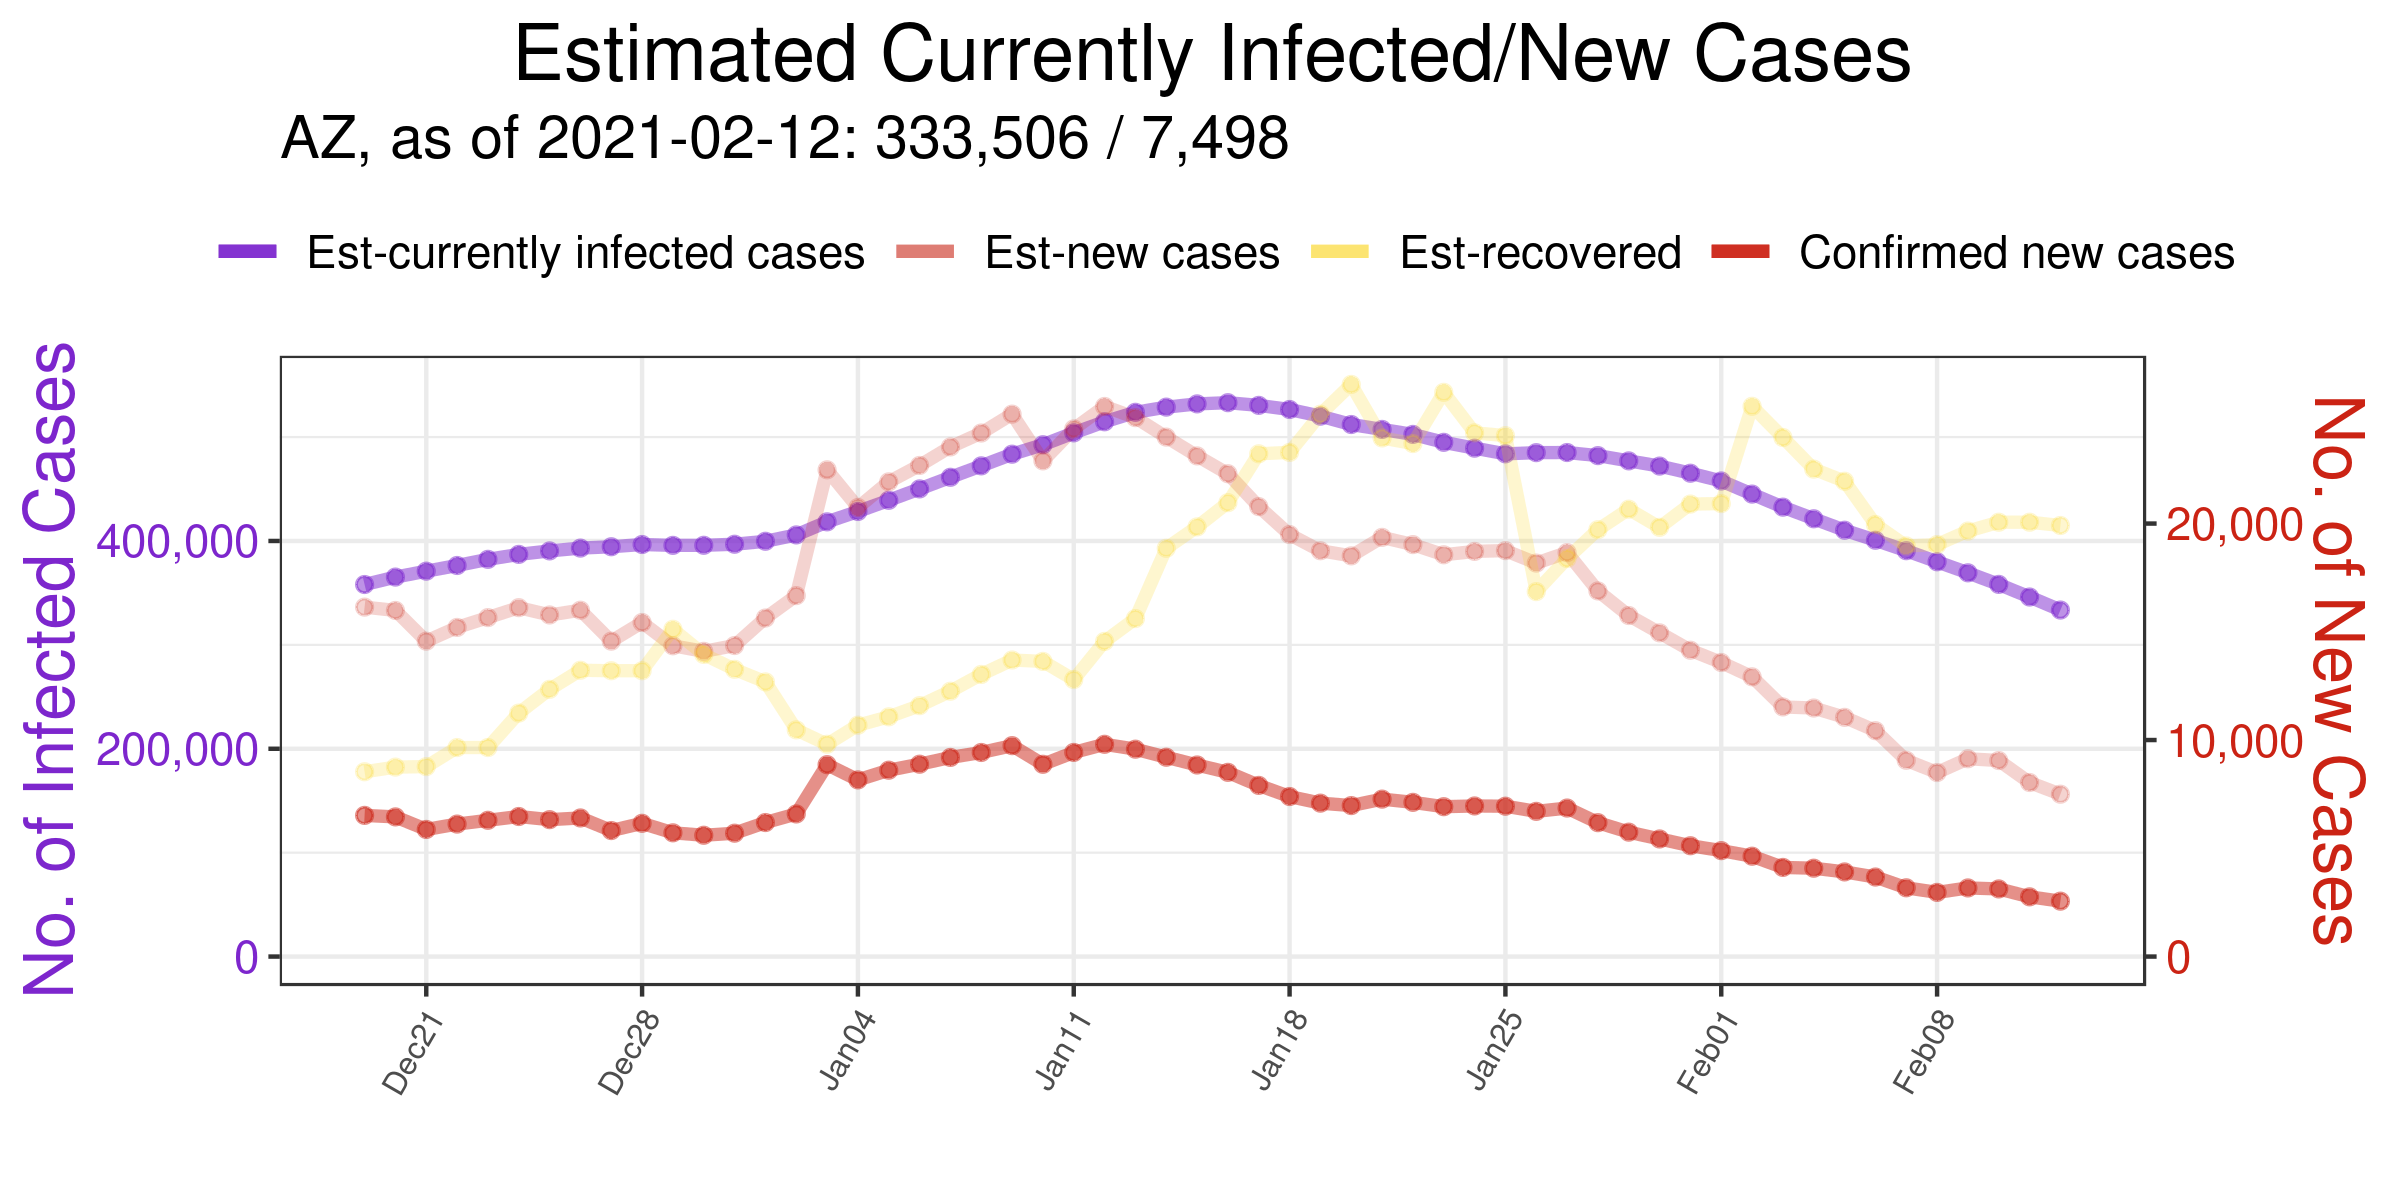 Estimated Currently Infected/New Cases
AZ, as of 2021-02-12: 333,506 / 7,498
Est-currently infected cases Est-new cases Est-recovered Confirmed new cases
No. of Infected Cases
400,000
200,000
0
20,000
10,000
0
No. of New Cases
Dec21 Dec28 Jan04 Jan11 Jan18 Jan25 Feb01 Feb08